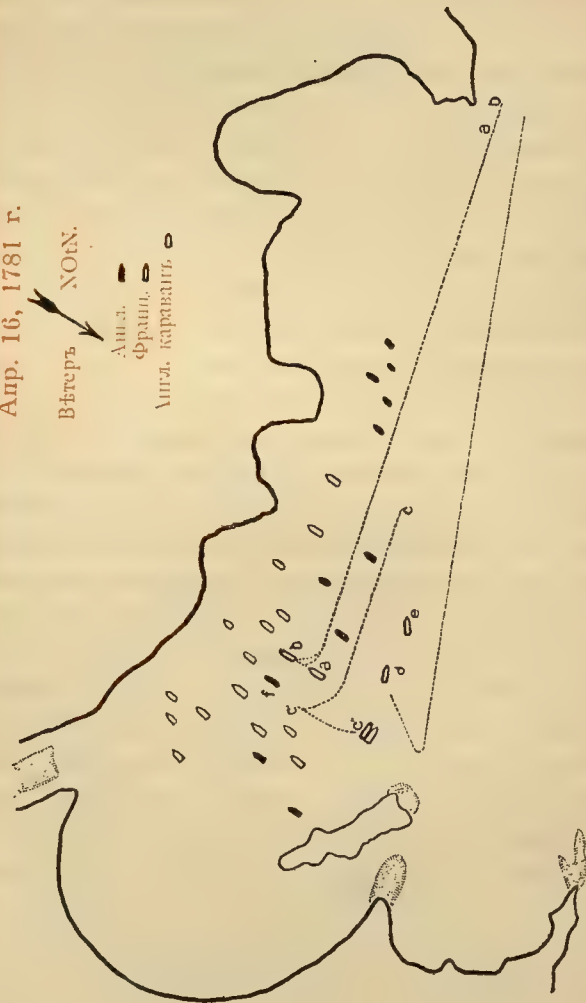 Апр. 16, 1781 г.
Вѣтеръ NOtN.
Англ.
Франц.
Англ. караванъ
a
b
c
e
d
c'
c
f
a
b